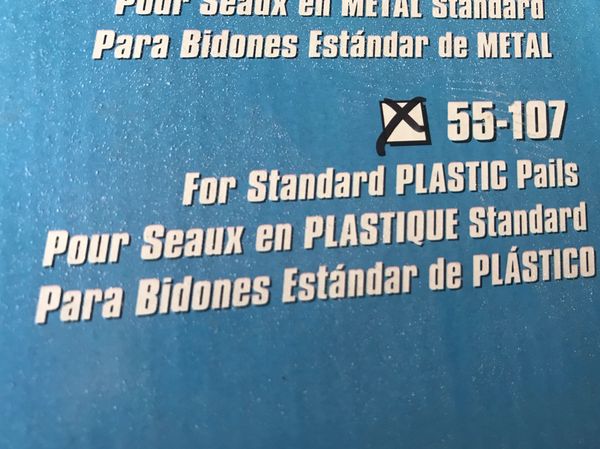 Pour Seaux en METAL Standard
Para Bidones Estándar de METAL
55-107
For Standard PLASTIC Pails
Pour Seaux en PLASTIQUE Standard
Para Bidones Estándar de PLÁSTICO